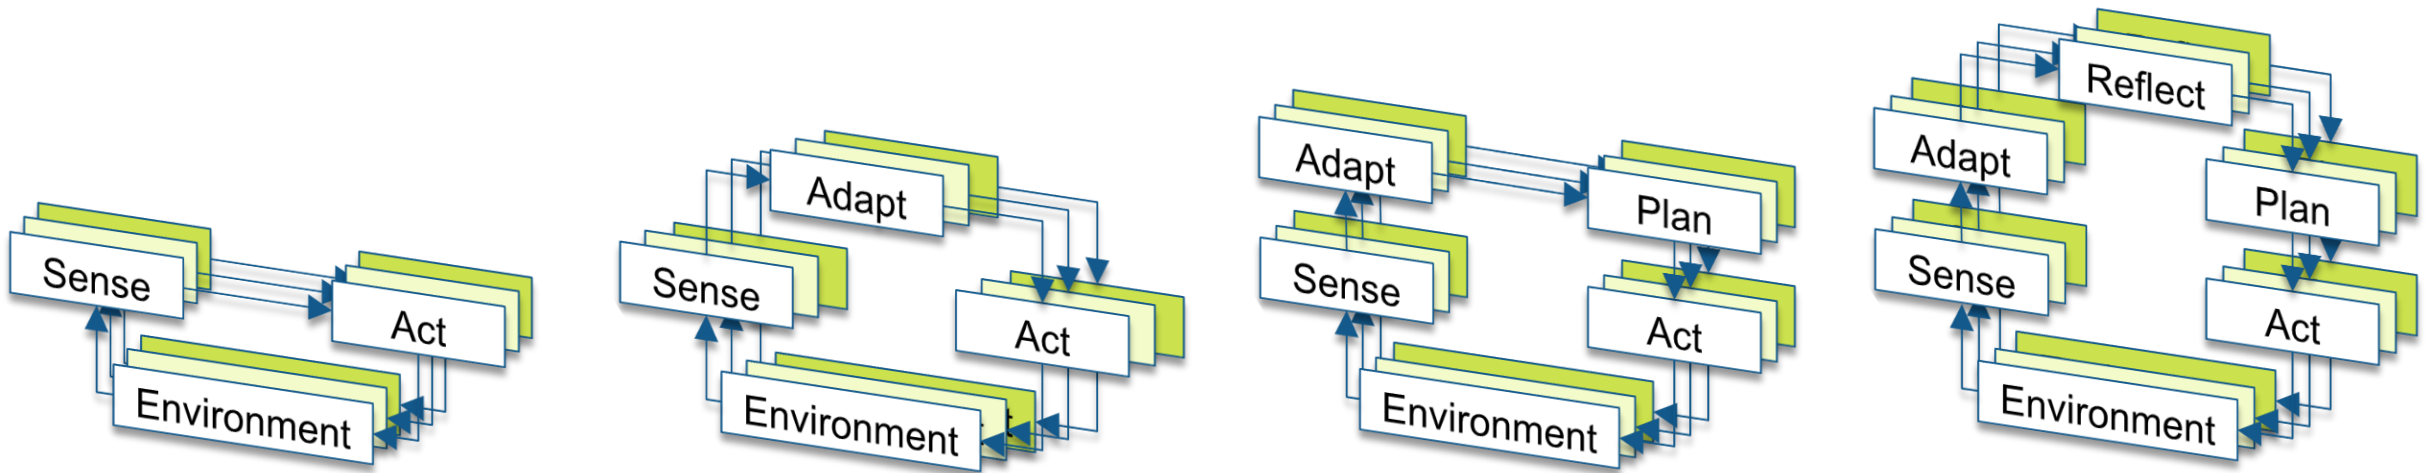 Sense
Act
Environment
Adapt
Sense
Act
Environment
Adapt
Plan
Sense
Act
Environment
Reflect
Adapt
Plan
Sense
Act
Environment